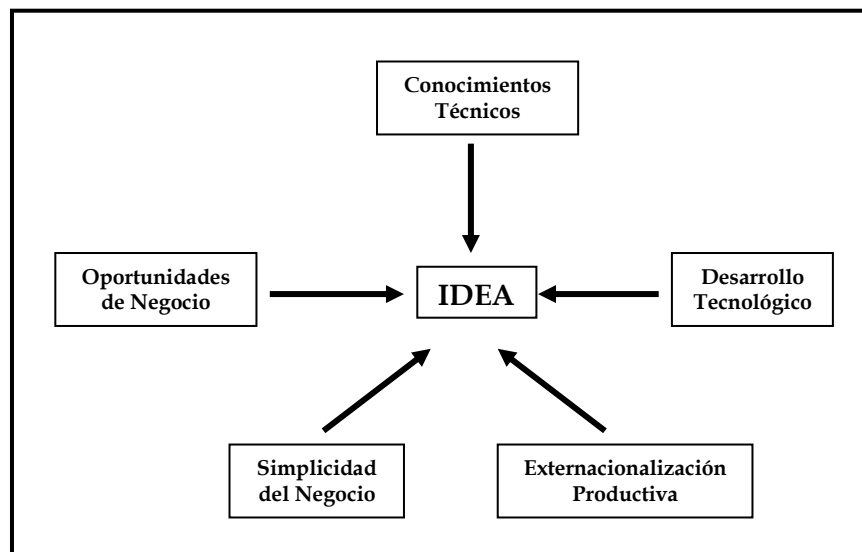 Conocimientos
Técnicos
Oportunidades
de Negocio
IDEA
Desarrollo
Tecnológico
Simplicidad
del Negocio
Externacionalización
Productiva